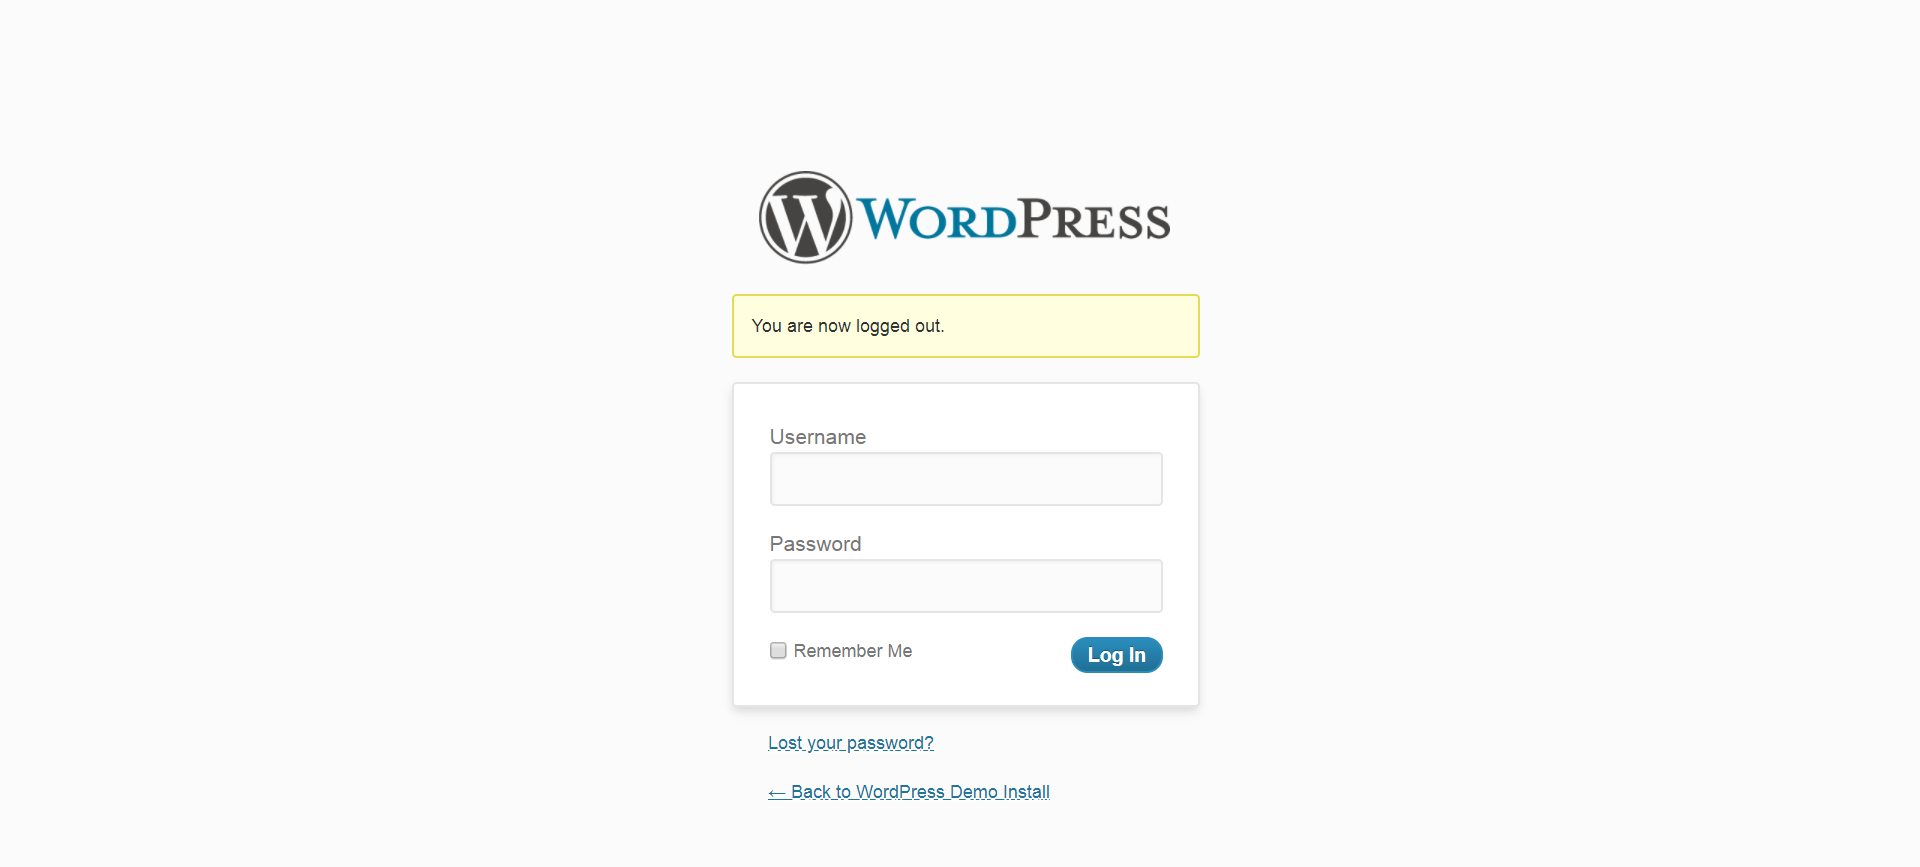 WORDPRESS
You are now logged out.
Username
Password
Remember Me
Log In
Lost your password?
← Back to WordPress Demo Install